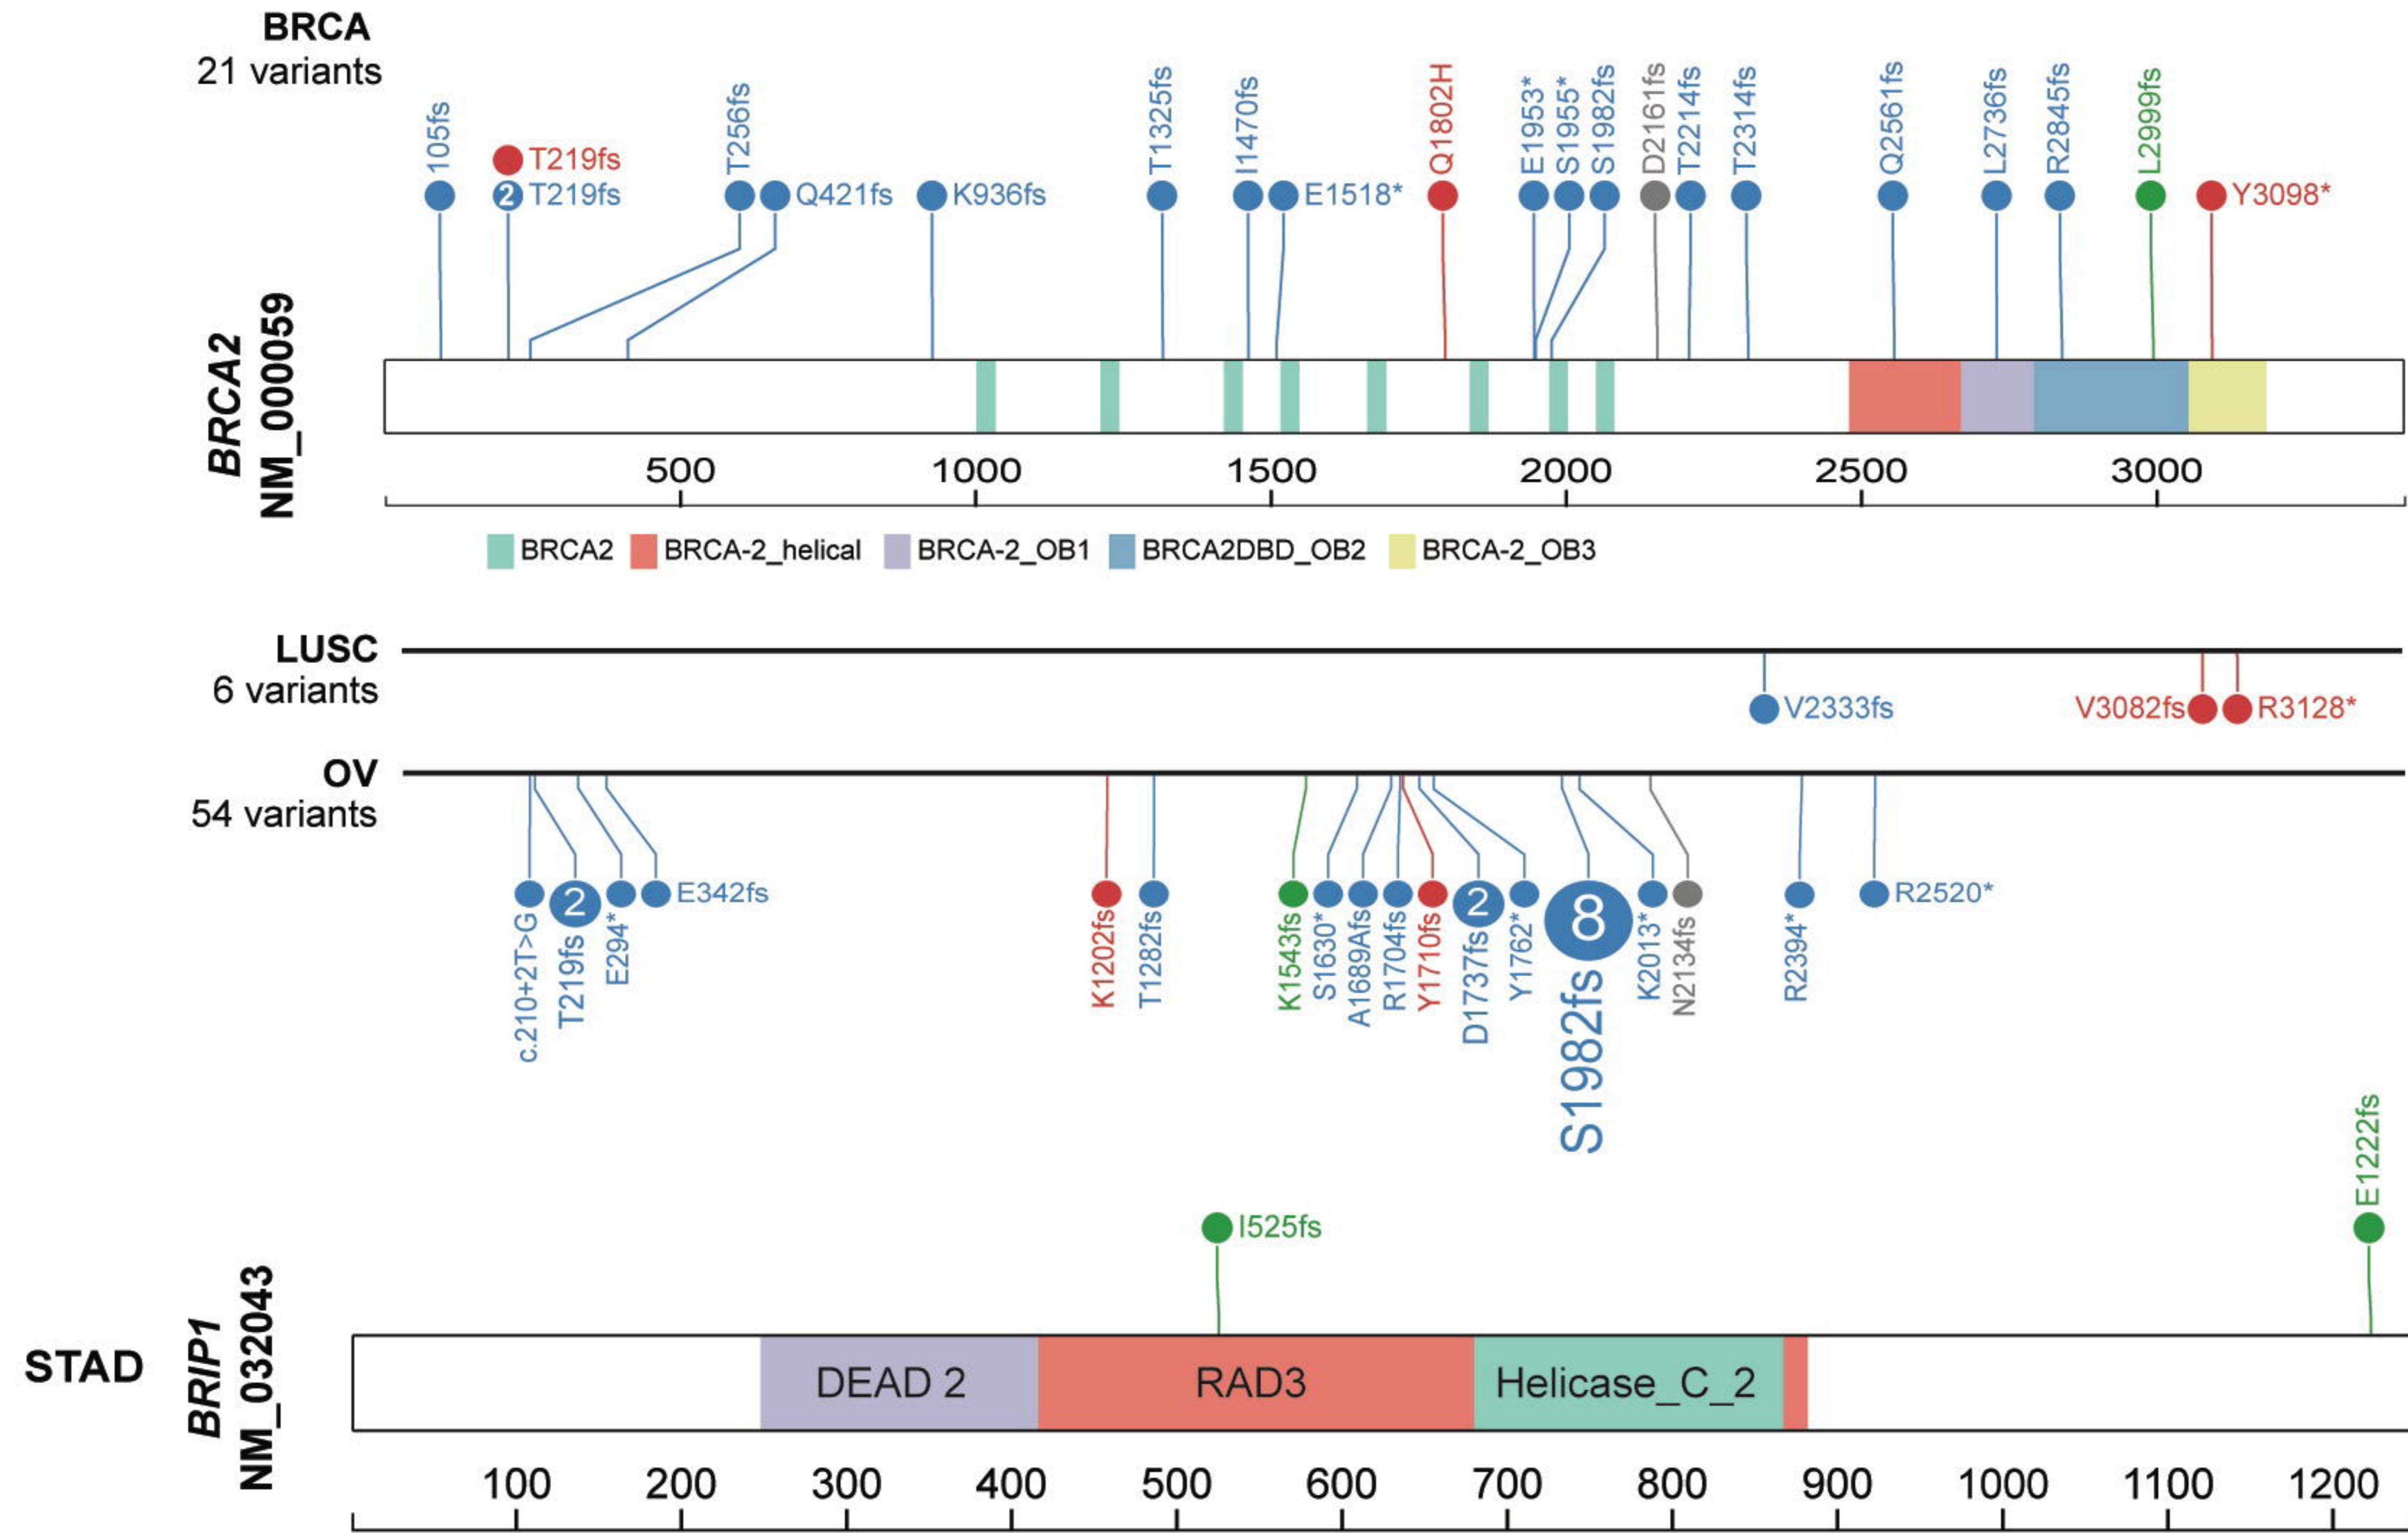 BRCA
21 variants
105fs
T219fs
2 T219fs
T256fs
Q421fs
K936fs
T1325fs
I1470fs
E1518*
Q1802H
E1953*
S1955*
S1982fs
D2161fs
T2214fs
T2314fs
Q2561fs
L2736fs
R2845fs
L2999fs
Y3098*
BRCA2
NM_000059
500 1000 1500 2000 2500 3000
BRCA2 BRCA-2_helical BRCA-2_OB1 BRCA2DBD_OB2 BRCA-2_OB3
LUSC
6 variants
V2333fs
V3082fs
R3128*
OV
54 variants
c.210+2T>G
2
T219fs
E294*
E342fs
K1202fs
T1282fs
K1543fs
S1630*
A1689Afs
R1704fs
Y1710fs
2
D1737fs
Y1762*
8
S1982fs
K2013*
N2134fs
R2394*
R2520*
I525fs
E1222fs
STAD
BRIP1
NM_032043
DEAD 2 RAD3 Helicase_C_2
100 200 300 400 500 600 700 800 900 1000 1100 1200